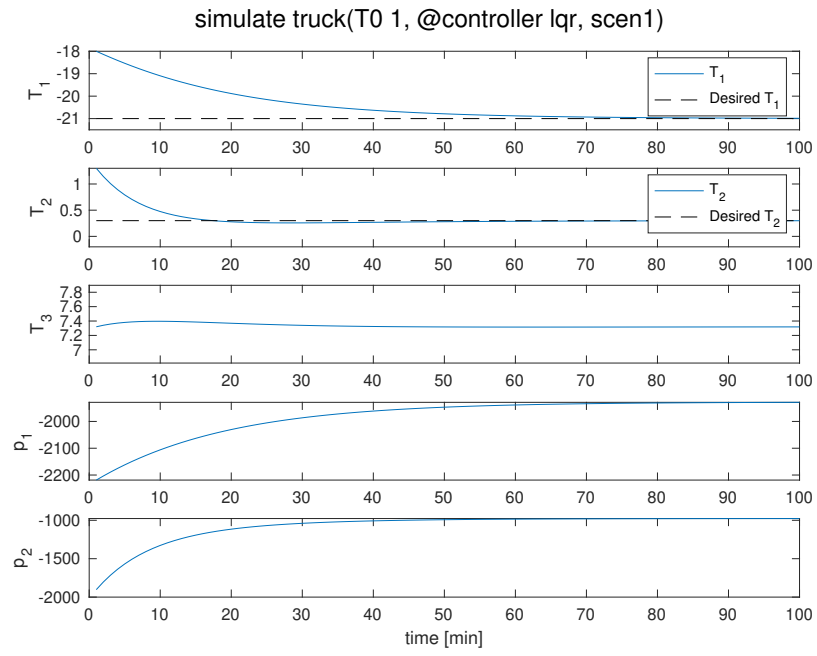 simulate truck(T0 1, @controller lqr, scen1)
-18
-19
-20
-21
T1
T1
Desired T1
0 10 20 30 40 50 60 70 80 90 100
1
0.5
0
T2
T2
Desired T2
0 10 20 30 40 50 60 70 80 90 100
7.8
7.6
7.4
7.2
7
T3
0 10 20 30 40 50 60 70 80 90 100
-2000
-2100
-2200
p1
0 10 20 30 40 50 60 70 80 90 100
-1000
-1500
-2000
p2
0 10 20 30 40 50 60 70 80 90 100
time [min]